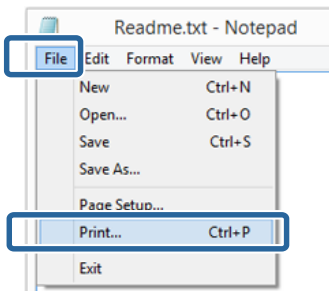 Readme.txt - Notepad
File Edit Format View Help
New Ctrl+N
Open... Ctrl+O
Save Ctrl+S
Save As...
Page Setup...
Print... Ctrl+P
Exit